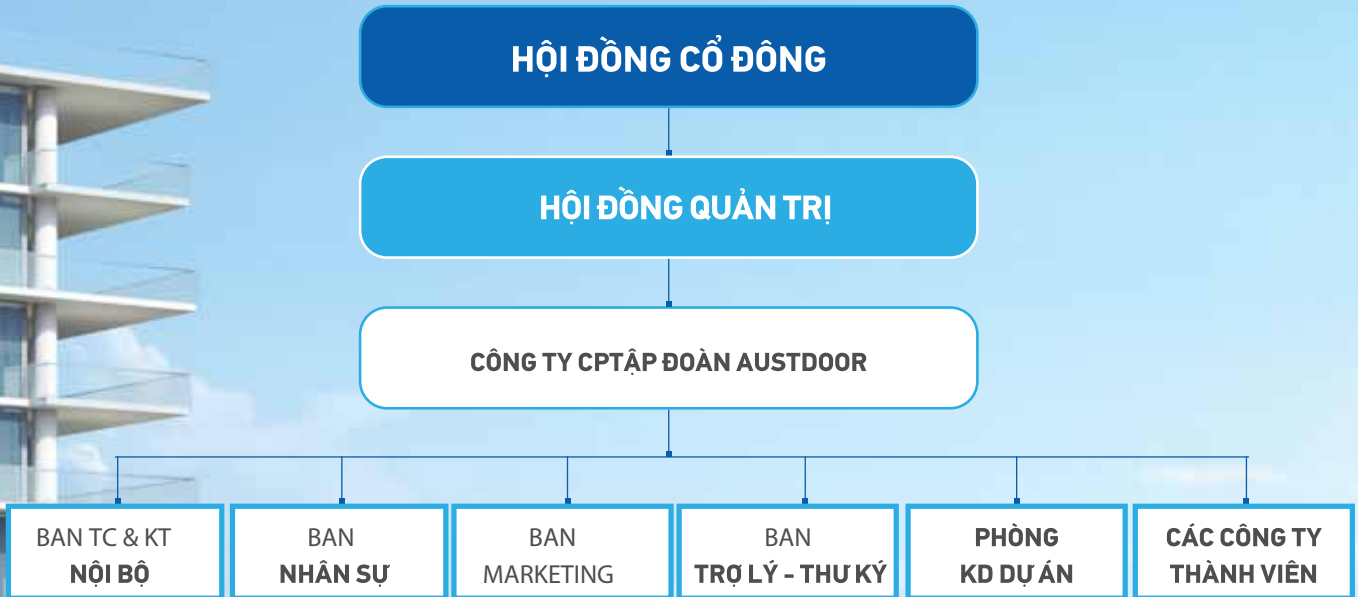 HỘI ĐỒNG CỔ ĐÔNG
HỘI ĐỒNG QUẢN TRỊ
CÔNG TY CPTẬP ĐOÀN AUSTDOOR
BAN TC & KT
NỘI BỘ
BAN
NHÂN SỰ
BAN
MARKETING
BAN
TRỢ LÝ - THƯ KÝ
PHÒNG
KD DỰ ÁN
CÁC CÔNG TY
THÀNH VIÊN